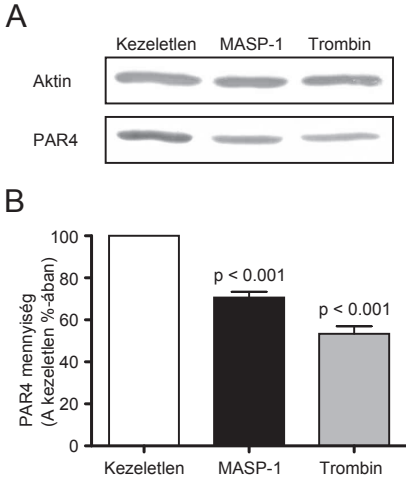 A
Kezeletlen MASP-1 Trombin
Aktin
PAR4
B
PAR4 mennyiség
(A kezeletlen %-ában)
100
80
60
40
20
0
p < 0.001
p < 0.001
Kezeletlen MASP-1 Trombin